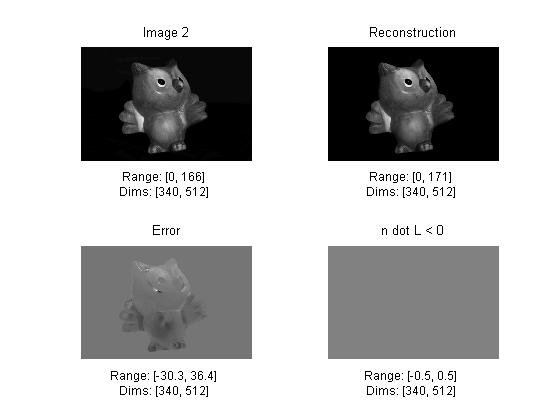 Image 2
Reconstruction
Range: [0, 166]
Dims: [340, 512]
Range: [0, 171]
Dims: [340, 512]
Error
n dot L < 0
Range: [-30.3, 36.4]
Dims: [340, 512]
Range: [-0.5, 0.5]
Dims: [340, 512]